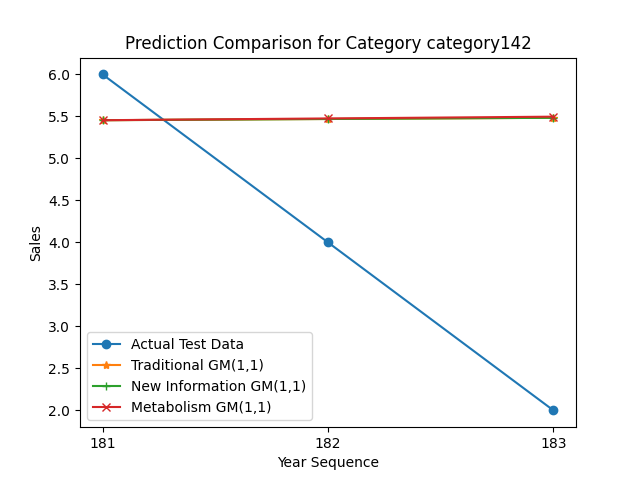 Prediction Comparison for Category category142
6.0
5.5
5.0
4.5
4.0
3.5
3.0
2.5
2.0
Sales
Actual Test Data
Traditional GM(1,1)
New Information GM(1,1)
Metabolism GM(1,1)
181
182
183
Year Sequence